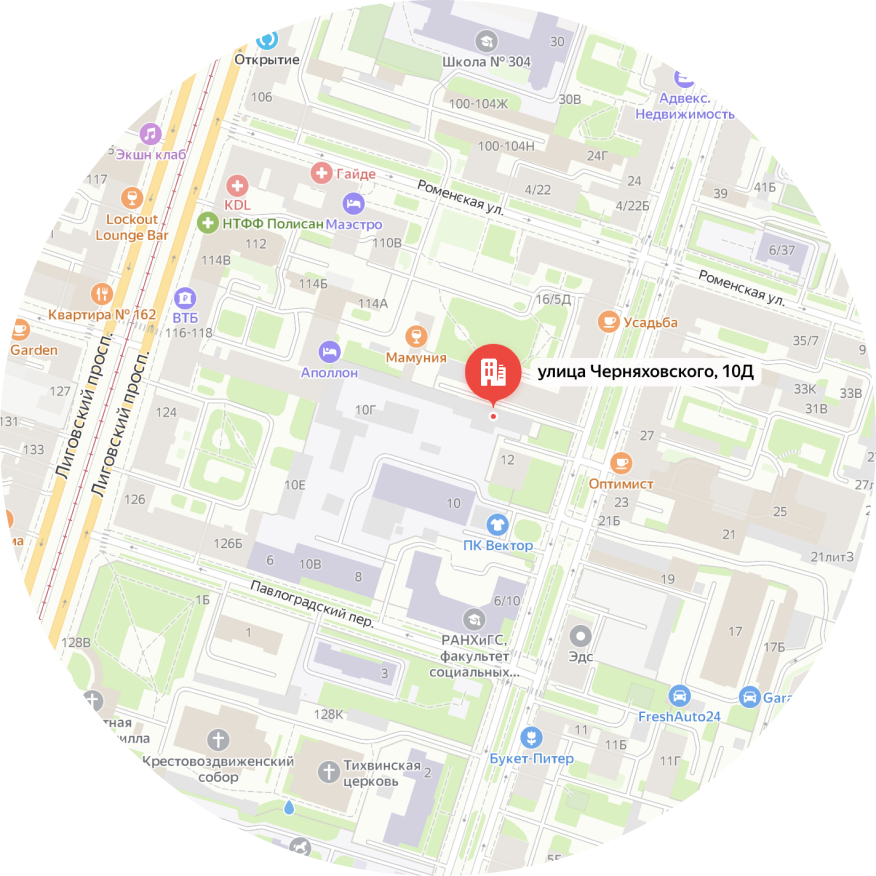 30
Школа № 304
Открытие
106
100-104Ж
30В
Адвекс.
Недвижимость
Экшн клаб
100-104Н
24Г
117
Гайде
KDL
Роменская ул.
4/22
24
4/22Б
39
41Б
Lockout
Lounge Bar
НТФФ Полисан
Маэстро
112
110В
114В
6/37
Роменская ул.
114Б
114А
16/5Д
Квартира № 162
ВТБ
116-118
Усадьба
Garden
Мамуния
35/7
9
Аполлон
улица Черняховского, 10Д
127
Лиговский просп.
Лиговский просп.
124
10Г
33К
33В
31В
131
133
27
12
Оптимист
10Е
126
10
23
25
27л
21Б
21
ПК Вектор
ма
126Б
6
10В
8
21лит3
19
Павлоградский пер.
1Б
6/10
РАНХиГС,
факультет
социальных...
1
128В
3
Эдс
17
17Б
FreshAuto24
Gara
128К
тная
илла
Крестовоздвиженский
собор
Тихвинская
церковь
2
Букет-Питер
11
11Б
11Г
5Б